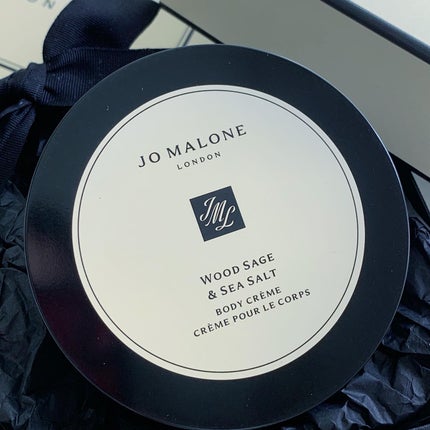 JO MALONE
LONDON
JML
WOOD SAGE
& SEA SALT
BODY CRÈME
CRÈME POUR LE CORPS